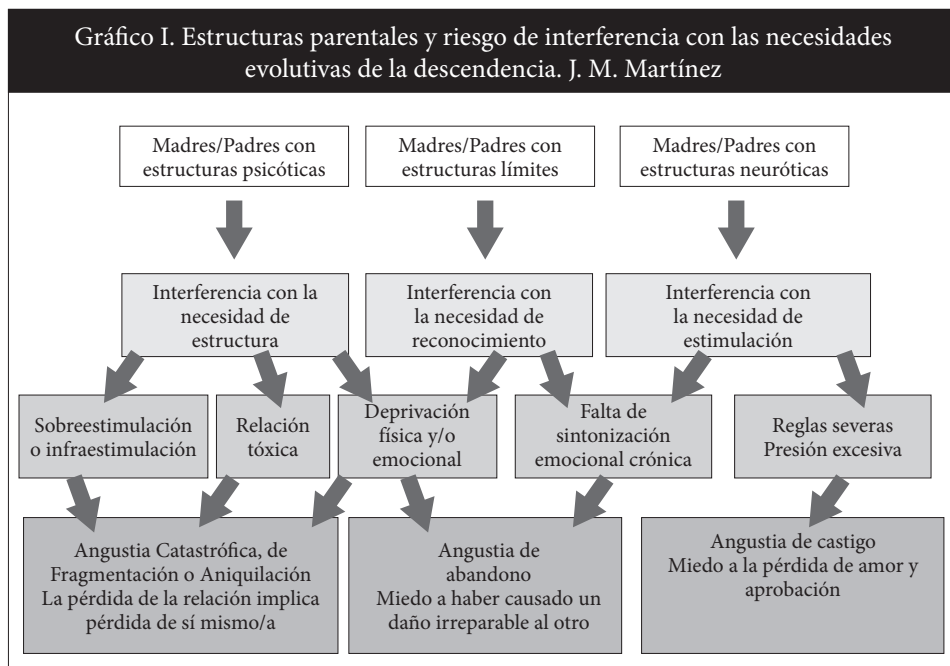 Gráfico I. Estructuras parentales y riesgo de interferencia con las necesidades
evolutivas de la descendencia. J. M. Martínez
Madres/Padres con
estructuras psicóticas
Madres/Padres con
estructuras límites
Madres/Padres con
estructuras neuróticas
Interferencia con la
necesidad de
estructura
Interferencia con
la necesidad de
reconocimiento
Interferencia con
la necesidad de
estimulación
Sobreestimulación
o infraestimulación
Relación
tóxica
Deprivación
física y/o
emocional
Falta de
sintonización
emocional crónica
Reglas severas
Presión excesiva
Angustia Catastrófica, de
Fragmentación o Aniquilación
La pérdida de la relación implica
pérdida de sí mismo/a
Angustia de
abandono
Miedo a haber causado un
daño irreparable al otro
Angustia de castigo
Miedo a la pérdida de amor y
aprobación